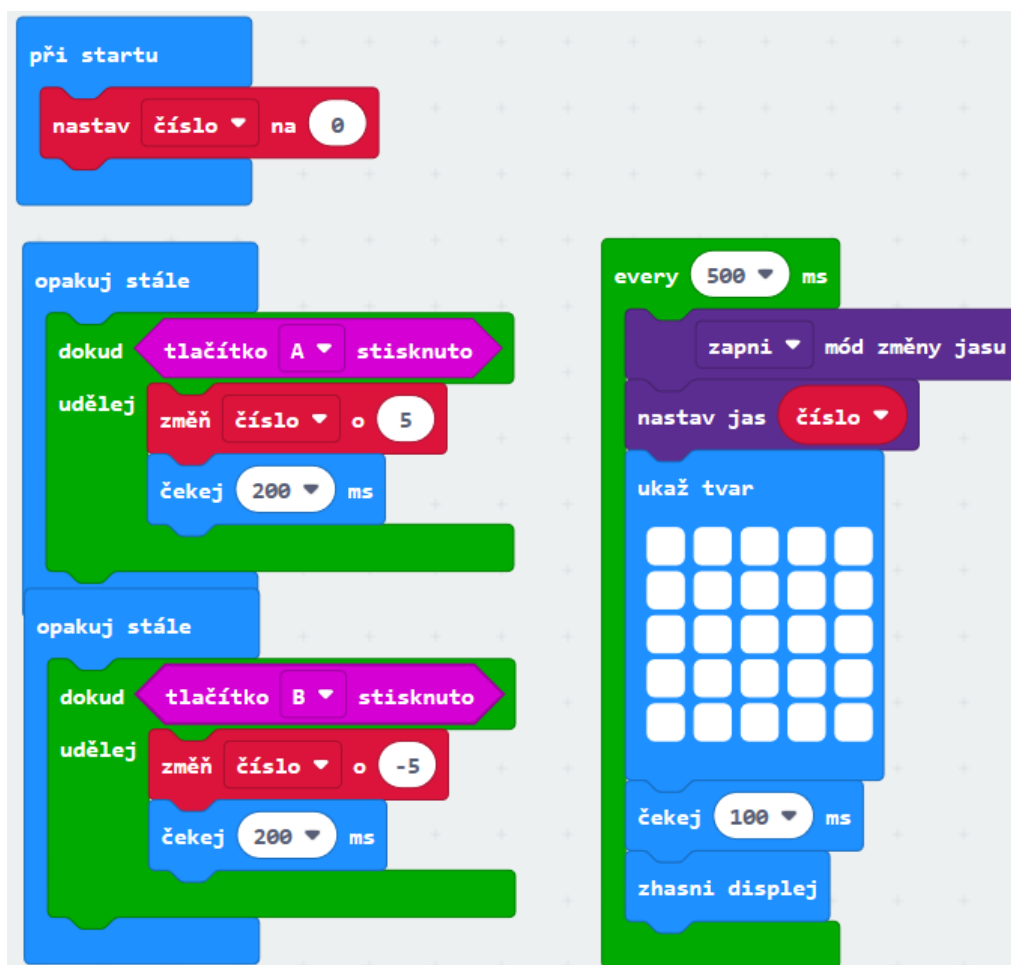 při startu
nastav číslo na 0
opakuj stále
dokud tlačítko A stisknuto
udělej
změň číslo o 5
čekej 200 ms
opakuj stále
dokud tlačítko B stisknuto
udělej
změň číslo o -5
čekej 200 ms
every 500 ms
zapni mód změny jasu
nastav jas číslo
ukaž tvar
čekej 100 ms
zhasni displej